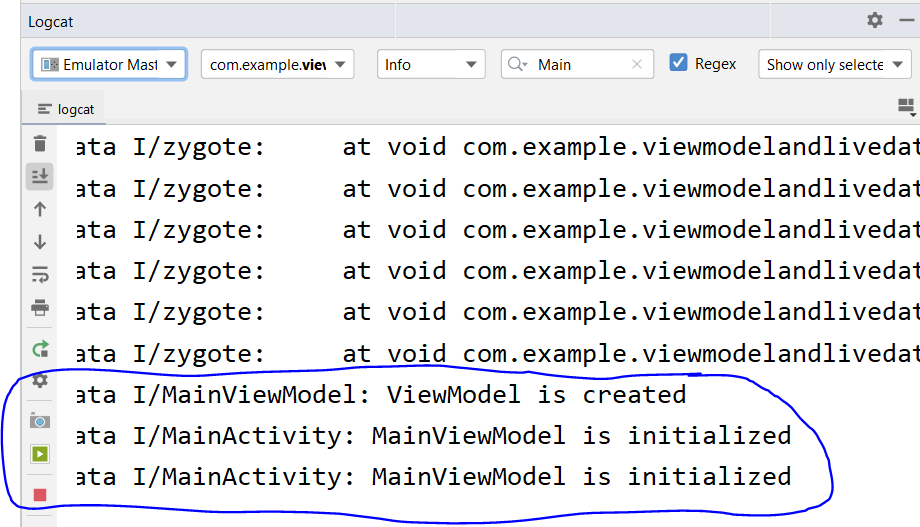 Logcat
Emulator Mast com.example.view Info Main Regex Show only selecte
logcat
ata I/zygote:     at void com.example.viewmodelandlivedat
ata I/zygote:     at void com.example.viewmodelandlivedat
ata I/zygote:     at void com.example.viewmodelandlivedat
ata I/zygote:     at void com.example.viewmodelandlivedat
ata I/zygote:     at void com.example.viewmodelandlivedat
ata I/zygote:     at void com.example.viewmodelandlivedat
ata I/MainViewModel: ViewModel is created
ata I/MainActivity: MainViewModel is initialized
ata I/MainActivity: MainViewModel is initialized